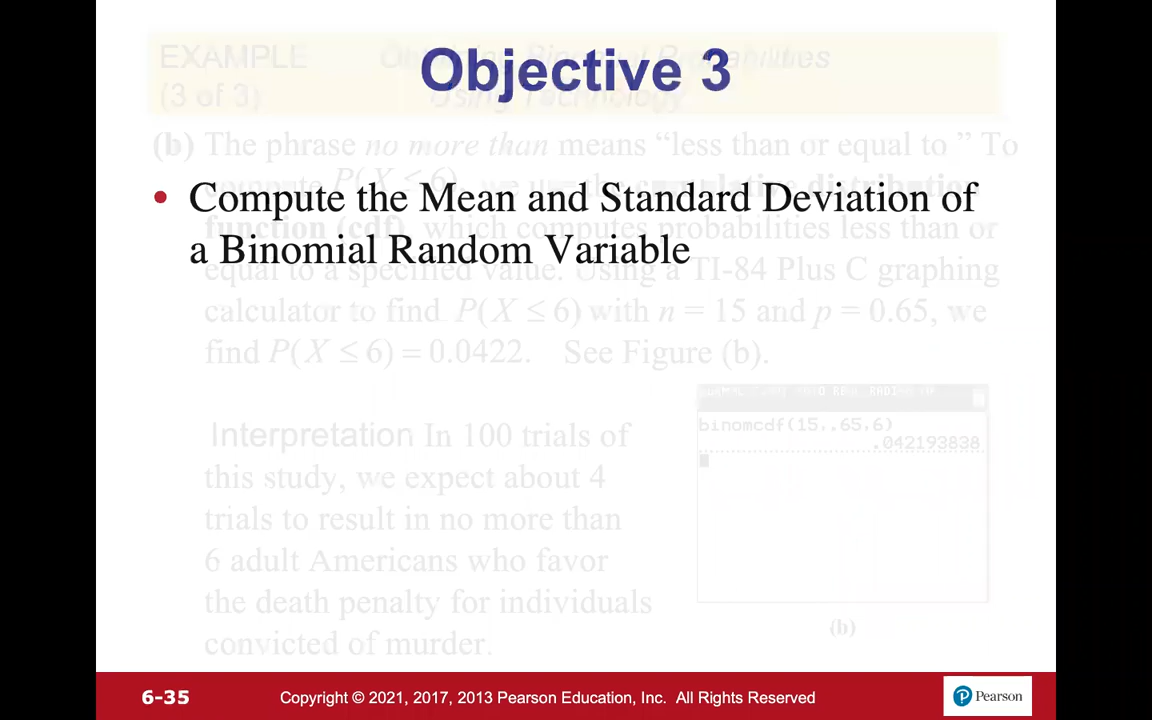 Objective 3
EXAMPLE Obtaining Binomial Probabilities
(3 of 3) Using Technology
• Compute the Mean and Standard Deviation of
a Binomial Random Variable
(b) The phrase no more than means “less than or equal to.” To
compute P(X ≤ 6), we use the cumulative distribution
function (cdf), which computes probabilities less than or
equal to a specified value. Using a TI-84 Plus C graphing
calculator to find P(X ≤ 6) with n = 15 and p = 0.65, we
find P(X ≤ 6) = 0.0422. See Figure (b).
Interpretation In 100 trials of
this study, we expect about 4
trials to result in no more than
6 adult Americans who favor
the death penalty for individuals
convicted of murder.
binomcdf(15,.65,6)
.042193838
(b)
6-35 Copyright © 2021, 2017, 2013 Pearson Education, Inc. All Rights Reserved Pearson